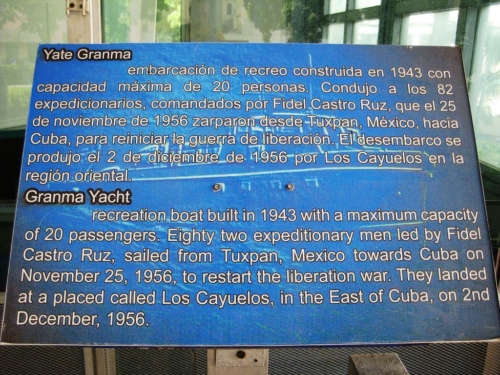 Yate Granma
embarcación de recreo construida en 1943 con
capacidad máxima de 20 personas. Condujo a los 82
expedicionarios, comandados por Fidel Castro Ruz, que el 25
de noviembre de 1956 zarparon desde Tuxpan, México, hacia
Cuba, para reiniciar la guerra de liberación. El desembarco se
produjo el 2 de diciembre de 1956 por Los Cayuelos en la
región oriental.
Granma Yacht
recreation boat built in 1943 with a maximum capacity
of 20 passengers. Eighty two expeditionary men led by Fidel
Castro Ruz, sailed from Tuxpan, Mexico towards Cuba on
November 25, 1956, to restart the liberation war. They landed
at a placed called Los Cayuelos, in the East of Cuba, on 2nd
December, 1956.